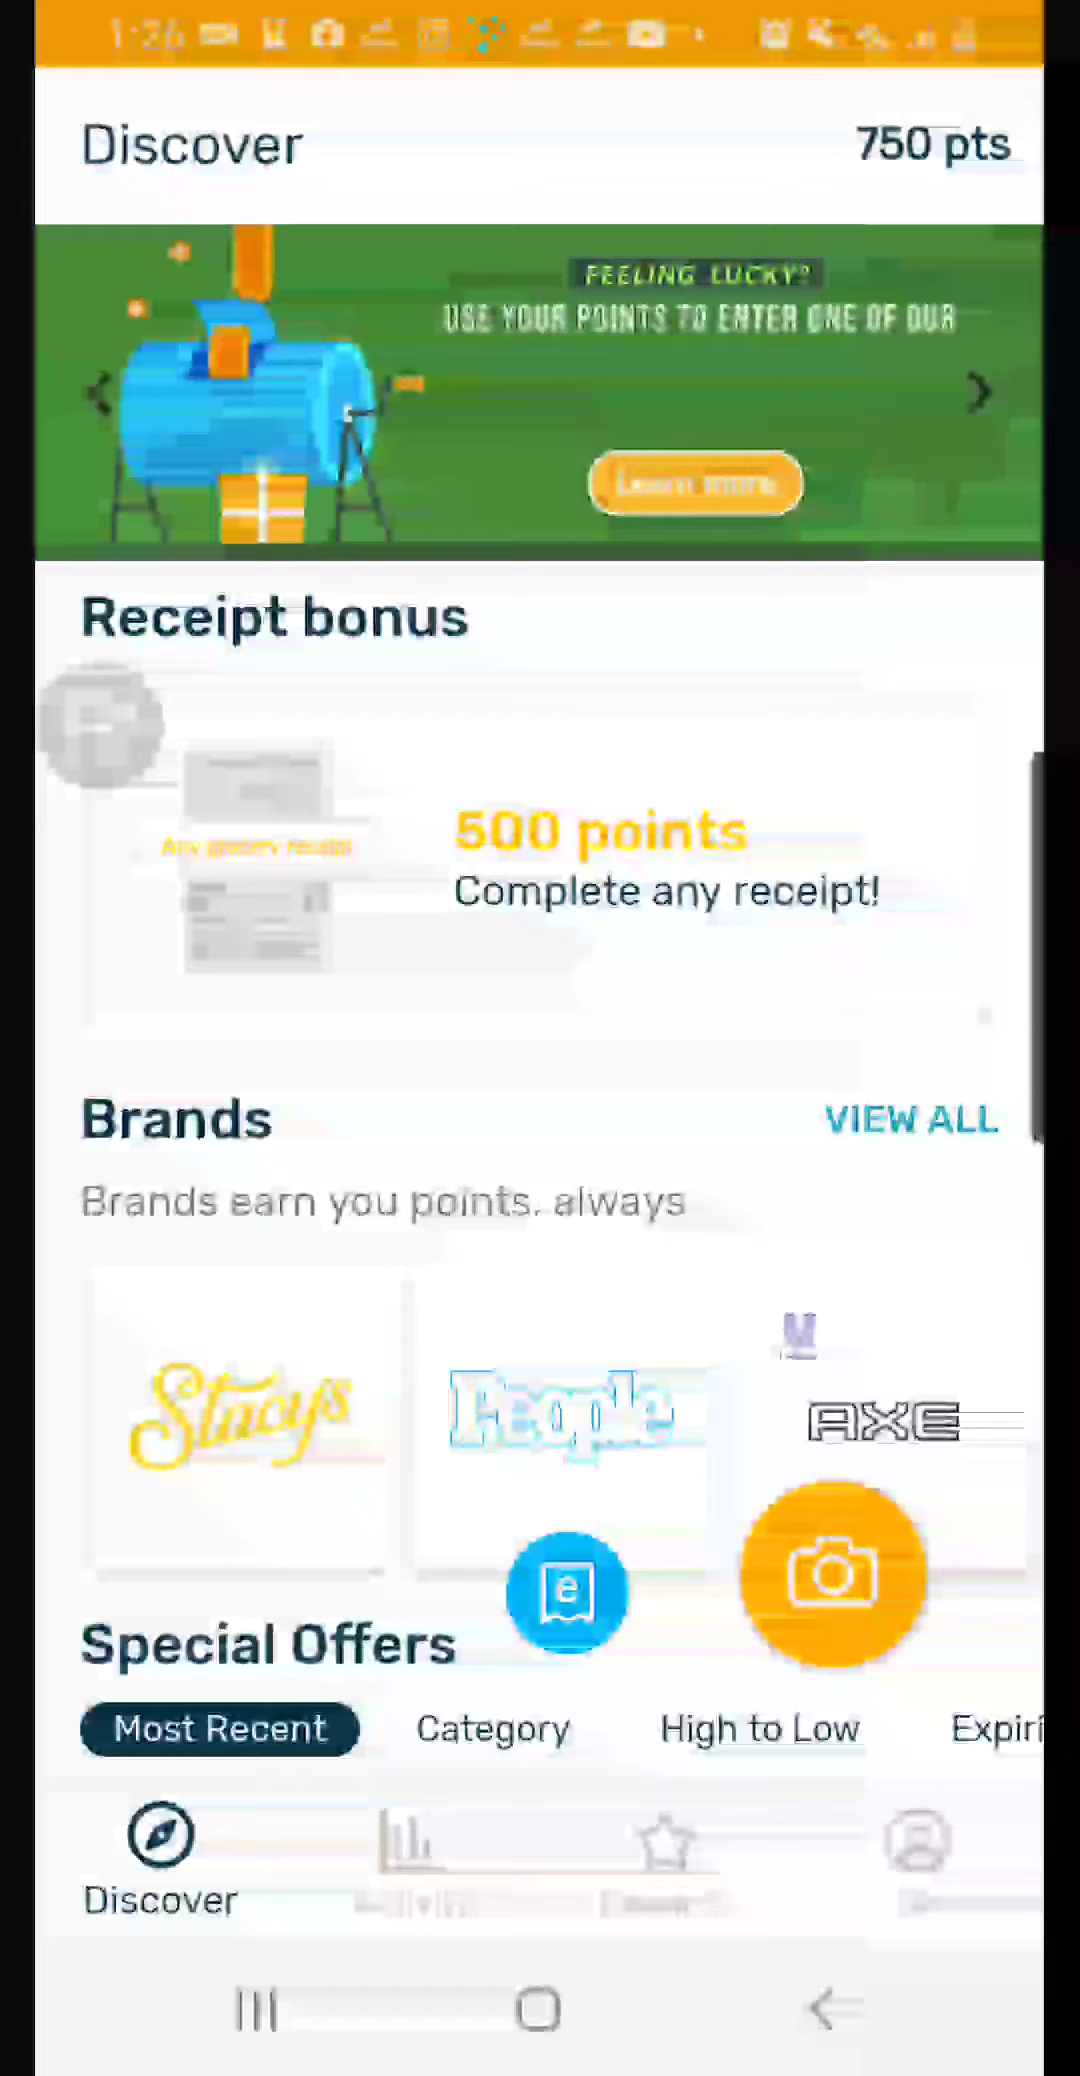 1:26
Discover
750 pts
FEELING LUCKY?
USE YOUR POINTS TO ENTER ONE OF OUR
Learn more
Receipt bonus
Any grocery receipt
500 points
Complete any receipt!
Brands
VIEW ALL
Brands earn you points, always
Stacy's
People
AXE
e
Special Offers
Most Recent
Category
High to Low
Expiri
Discover